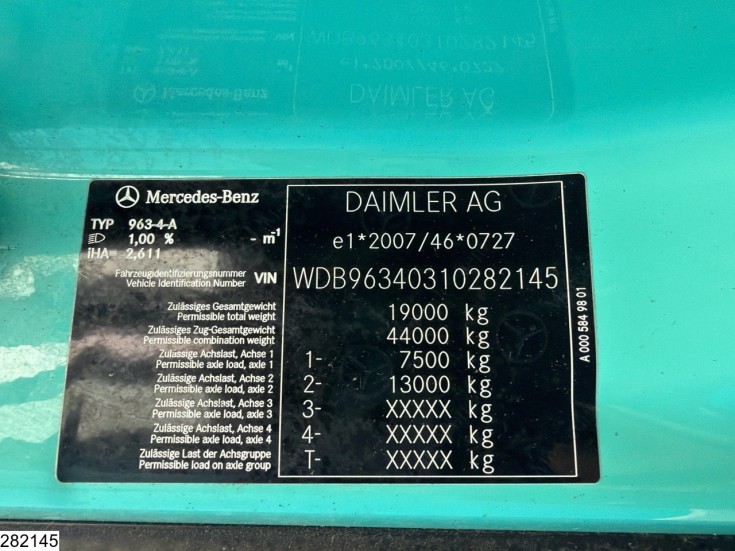 Mercedes-Benz
TYP 963-4-A
1,00 % - m-1
iHA= 2,611
Fahrzeugidentifizierungsnummer
Vehicle Identification Number VIN
Zulässiges Gesamtgewicht
Permissible total weight
Zulässiges Zug-Gesamtgewicht
Permissible combination weight
Zulässige Achslast, Achse 1
Permissible axle load, axle 1
Zulässige Achslast, Achse 2
Permissible axle load, axle 2
Zulässige Achslast, Achse 3
Permissible axle load, axle 3
Zulässige Achslast, Achse 4
Permissible axle load, axle 4
Zulässige Last der Achsgruppe
Permissible load on axle group
DAIMLER AG
e1*2007/46*0727
WDB96340310282145
19000 kg
44000 kg
1- 7500 kg
2- 13000 kg
3- XXXXX kg
4- XXXXX kg
T- XXXXX kg
A 000 584 98 01
282145